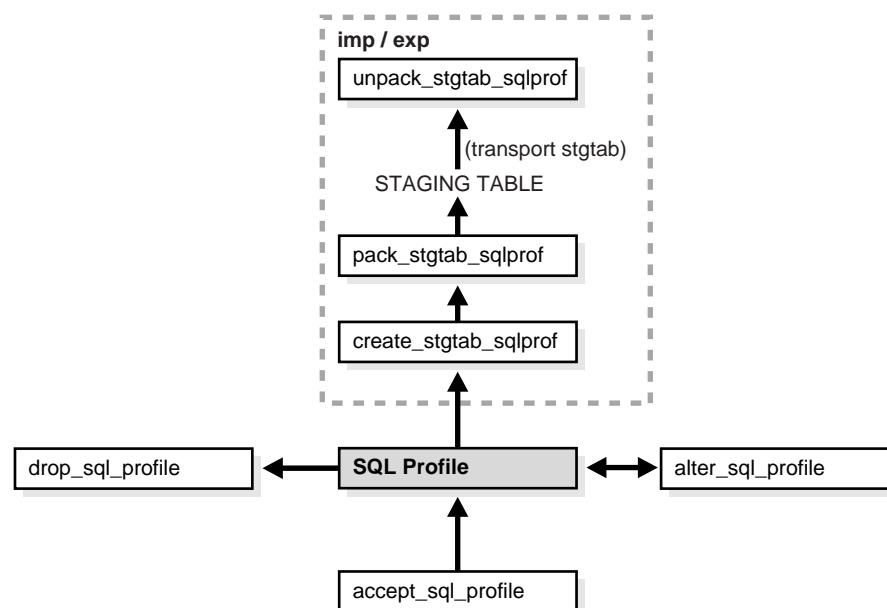 imp / exp
unpack_stgtab_sqlprof
(transport stgtab)
STAGING TABLE
pack_stgtab_sqlprof
create_stgtab_sqlprof
drop_sql_profile
SQL Profile
alter_sql_profile
accept_sql_profile